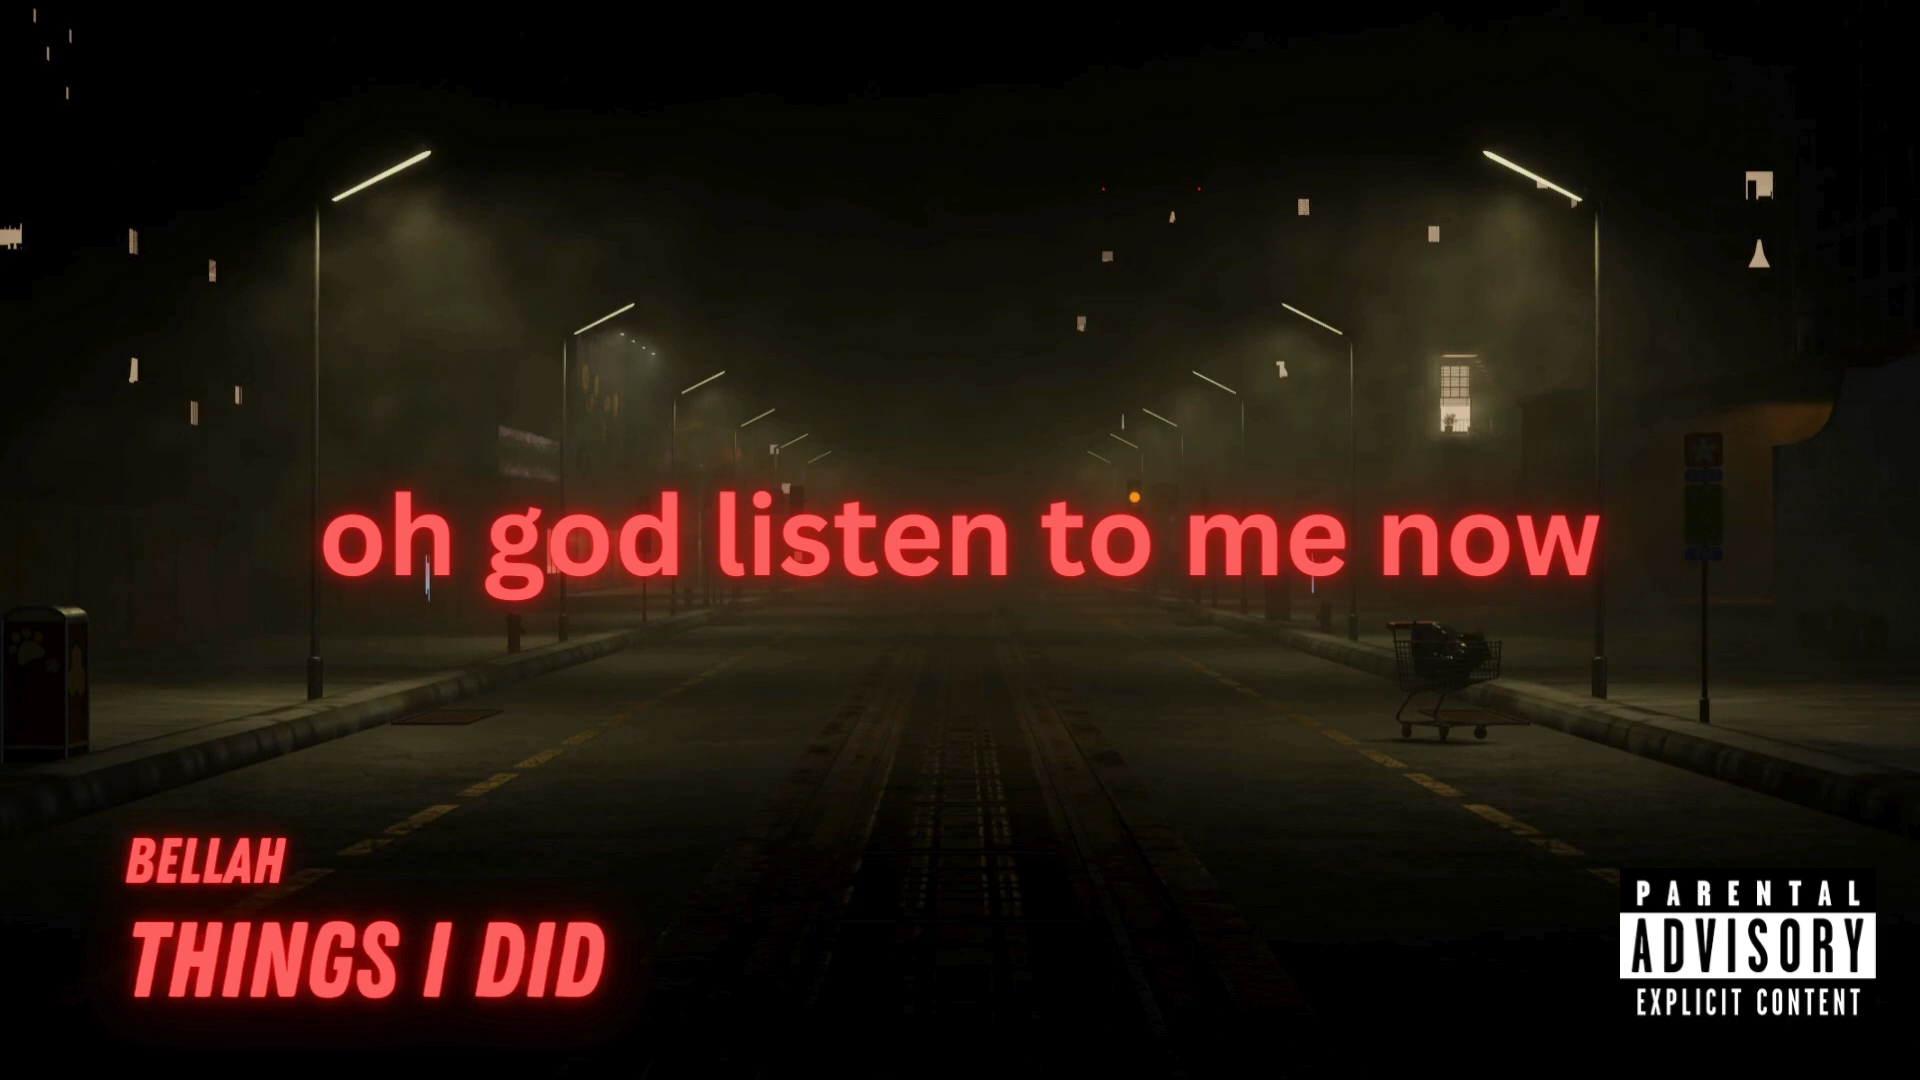 oh god listen to me now
BELLAH
THINGS I DID
PARENTAL
ADVISORY
EXPLICIT CONTENT